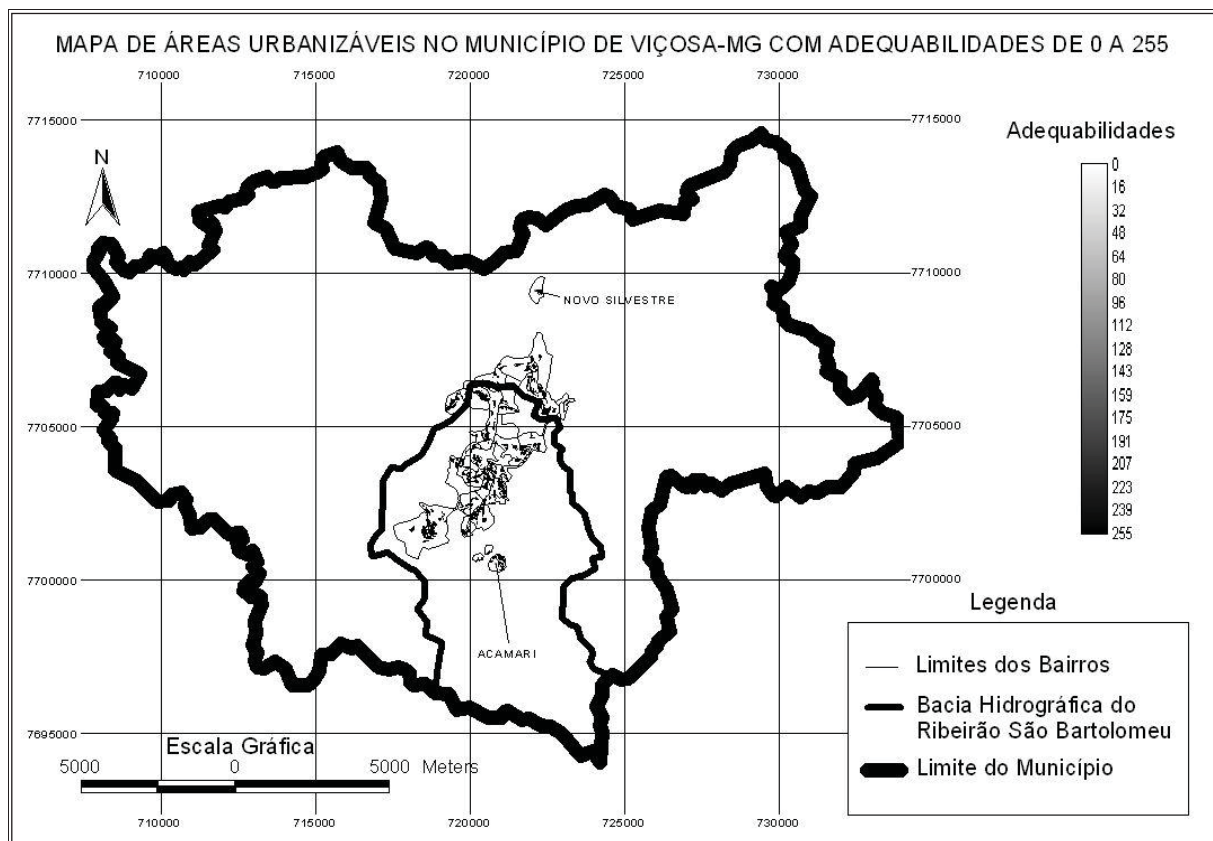 MAPA DE ÁREAS URBANIZÁVEIS NO MUNICÍPIO DE VIÇOSA-MG COM ADEQUABILIDADES DE 0 A 255
710000 715000 720000 725000 730000
7715000 7715000
N
7710000 7710000
NOVO SILVESTRE
7705000 7705000
7700000 7700000
ACAMARI
7695000
Escala Gráfica
5000 0 5000 Meters
710000 715000 720000 725000 730000
Adequabilidades
0
16
32
48
64
80
96
112
128
143
159
175
191
207
223
239
255
Legenda
Limites dos Bairros
Bacia Hidrográfica do
Ribeirão São Bartolomeu
Limite do Município